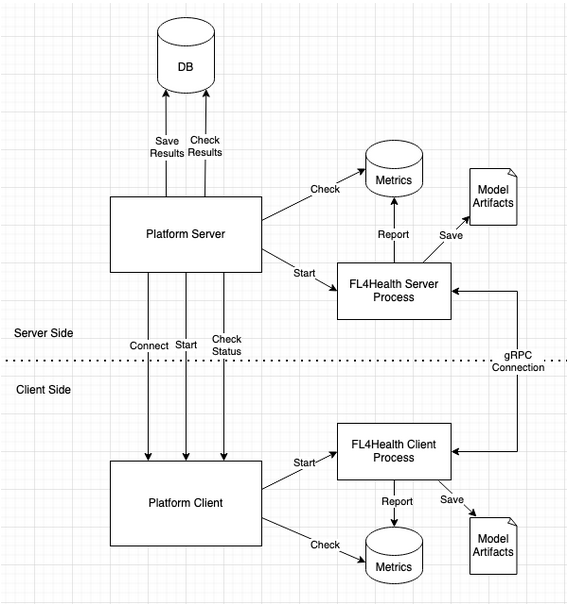 DB
Save
Results
Check
Results
Metrics
Check
Model
Artifacts
Platform Server
Report
Save
Start
FL4Health Server
Process
Server Side
Connect
Start
Check
Status
gRPC
Connection
Client Side
FL4Health Client
Process
Start
Platform Client
Report
Save
Check
Metrics
Model
Artifacts